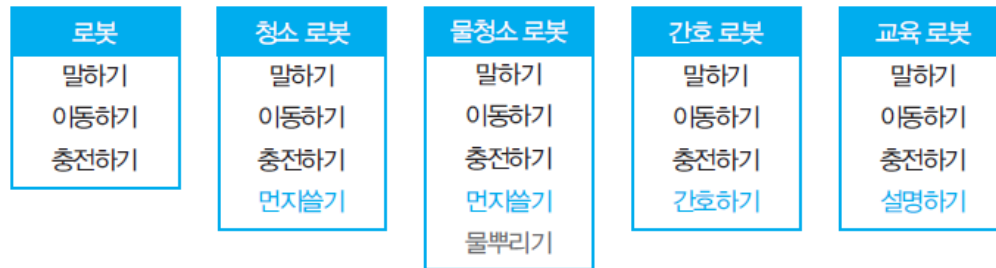 로봇
말하기
이동하기
충전하기
청소 로봇
말하기
이동하기
충전하기
먼지쓸기
물청소 로봇
말하기
이동하기
충전하기
먼지쓸기
물뿌리기
간호 로봇
말하기
이동하기
충전하기
간호하기
교육 로봇
말하기
이동하기
충전하기
설명하기